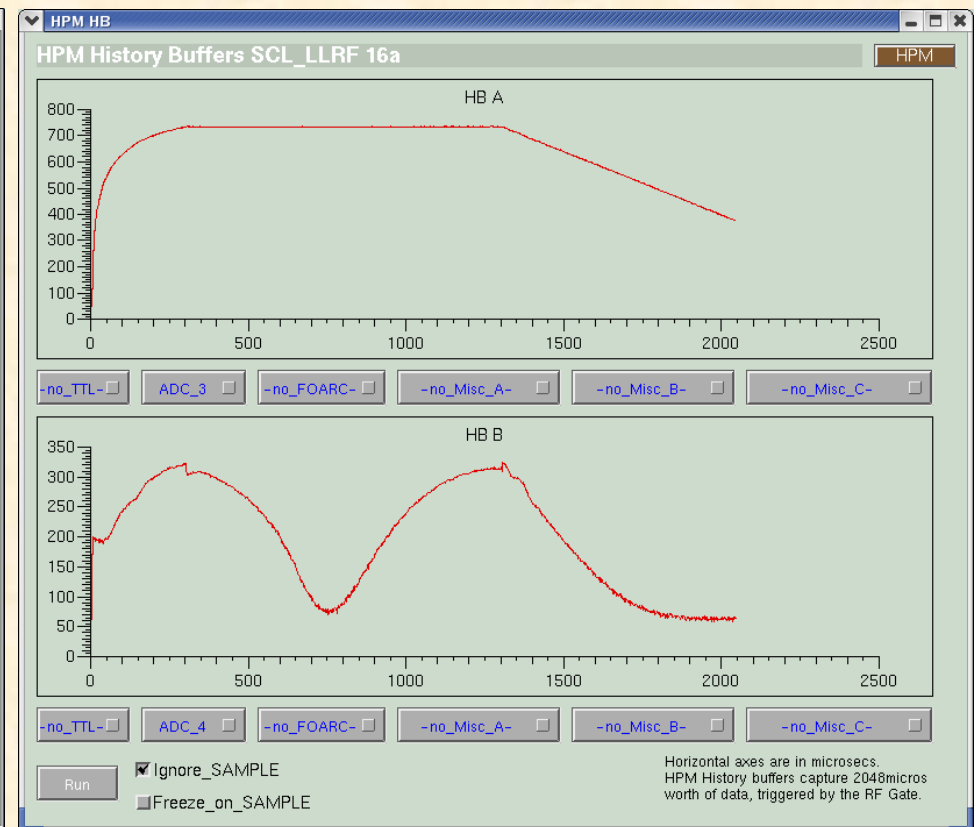 HPM HB
HPM History Buffers SCL_LLRF 16a
HPM
HB A
800
700
600
500
400
300
200
100
0
0 500 1000 1500 2000 2500
-no_TTL- ADC_3 -no_FOARC- -no_Misc_A- -no_Misc_B- -no_Misc_C-
HB B
350
300
250
200
150
100
50
0
0 500 1000 1500 2000 2500
-no_TTL- ADC_4 -no_FOARC- -no_Misc_A- -no_Misc_B- -no_Misc_C-
Run
Ignore_SAMPLE
Freeze_on_SAMPLE
Horizontal axes are in microsecs.
HPM History buffers capture 2048micros
worth of data, triggered by the RF Gate.